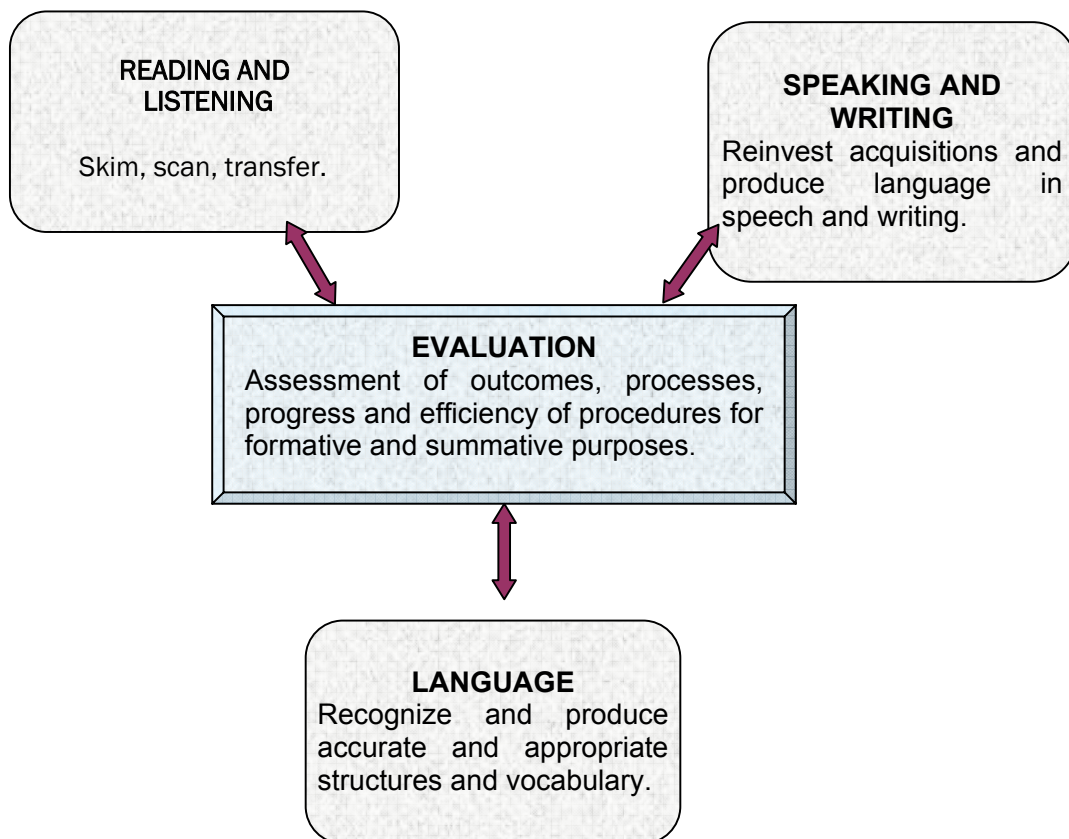 READING AND
LISTENING
Skim, scan, transfer.
SPEAKING AND
WRITING
Reinvest acquisitions and
produce language in
speech and writing.
EVALUATION
Assessment of outcomes, processes,
progress and efficiency of procedures for
formative and summative purposes.
LANGUAGE
Recognize and produce
accurate and appropriate
structures and vocabulary.